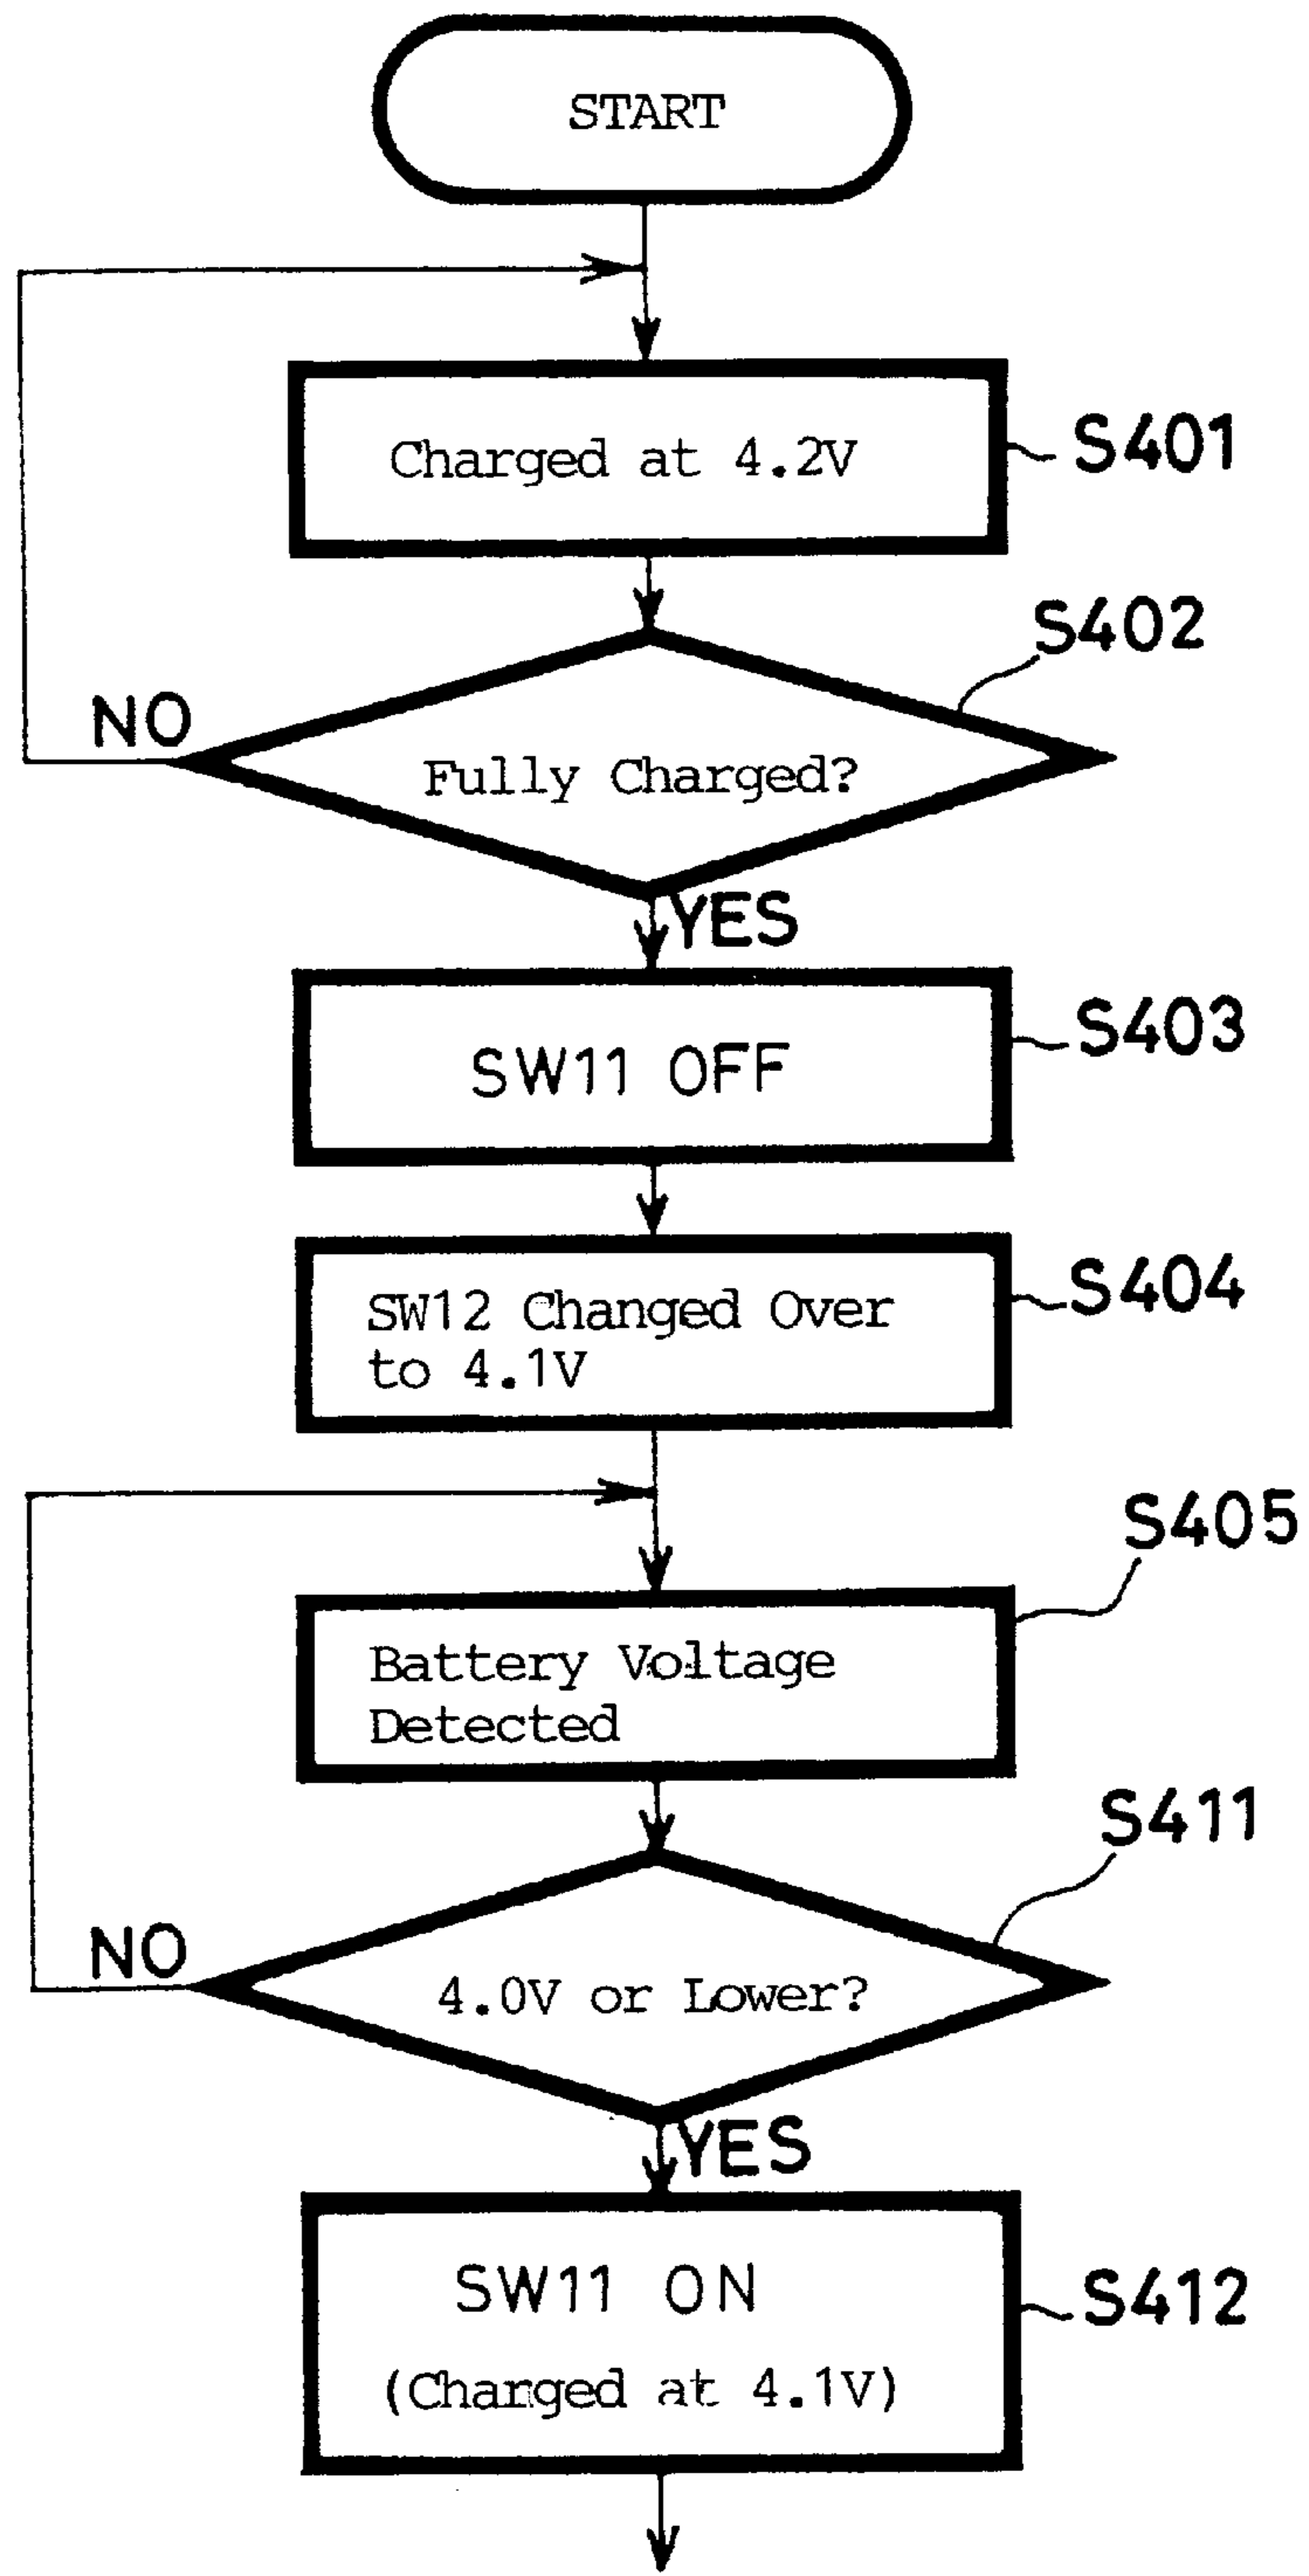 START
Charged at 4.2V
S401
S402
NO
Fully Charged?
YES
SW11 OFF
S403
SW12 Changed Over
to 4.1V
S404
S405
Battery Voltage
Detected
S411
NO
4.0V or Lower?
YES
SW11 ON
(Charged at 4.1V)
S412